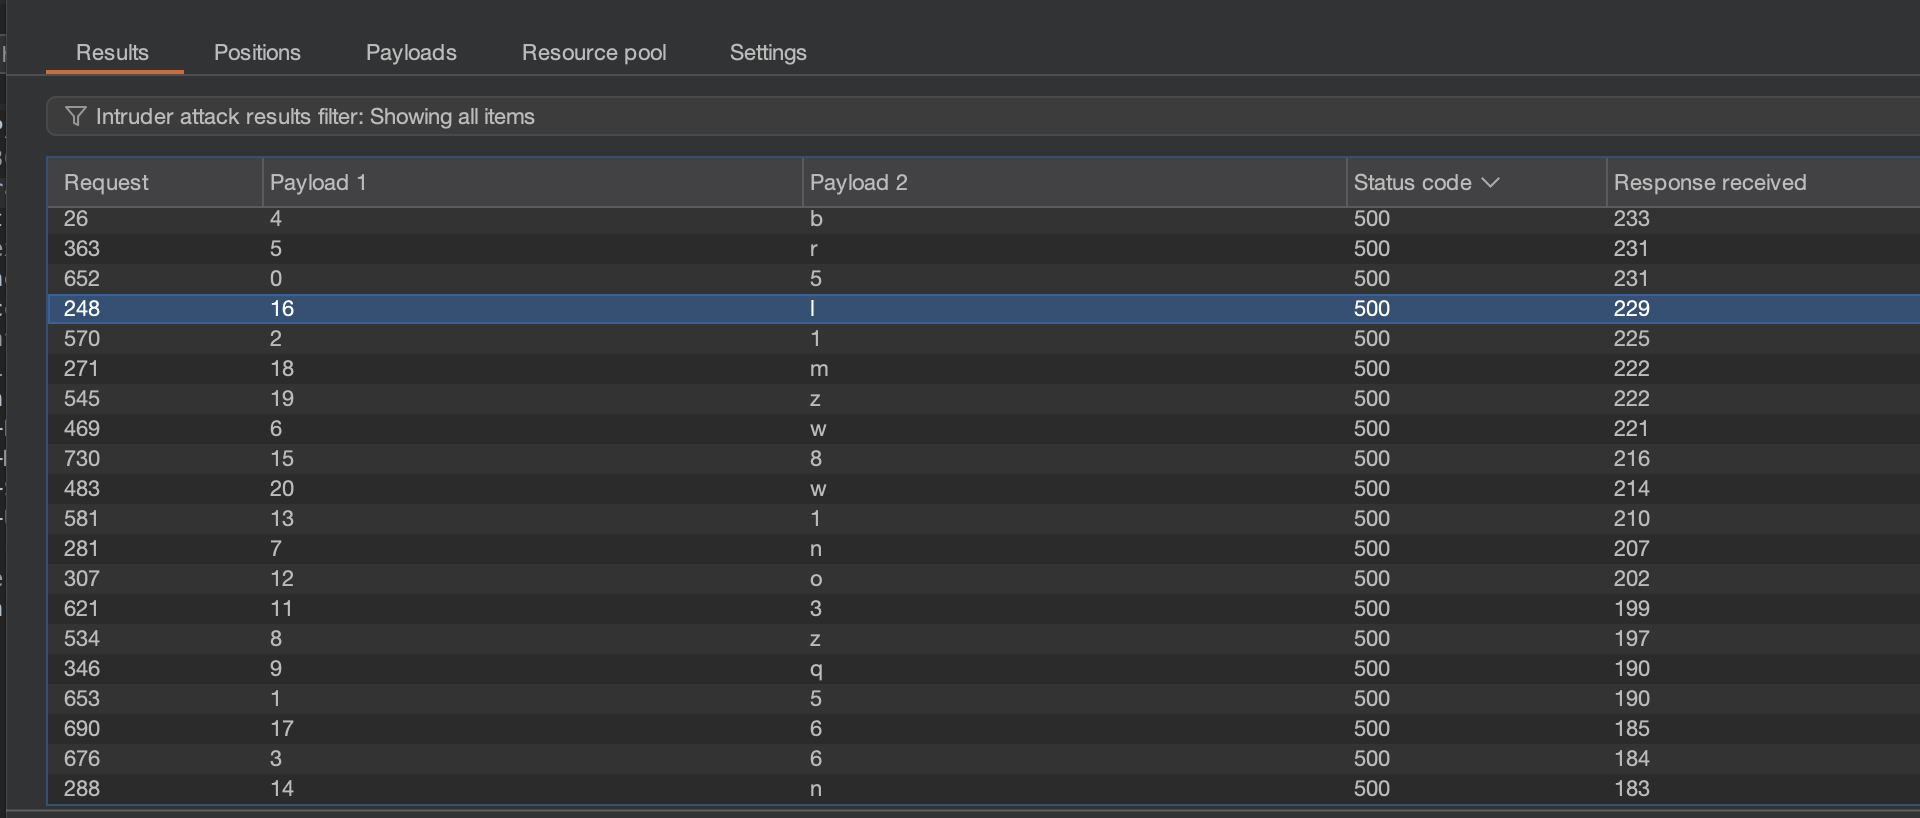 Results Positions Payloads Resource pool Settings
Intruder attack results filter: Showing all items
Request Payload 1 Payload 2 Status code Response received
26 4 b 500 233
363 5 r 500 231
652 0 5 500 231
248 16 l 500 229
570 2 1 500 225
271 18 m 500 222
545 19 z 500 222
469 6 w 500 221
730 15 8 500 216
483 20 w 500 214
581 13 1 500 210
281 7 n 500 207
307 12 o 500 202
621 11 3 500 199
534 8 z 500 197
346 9 q 500 190
653 1 5 500 190
690 17 6 500 185
676 3 6 500 184
288 14 n 500 183